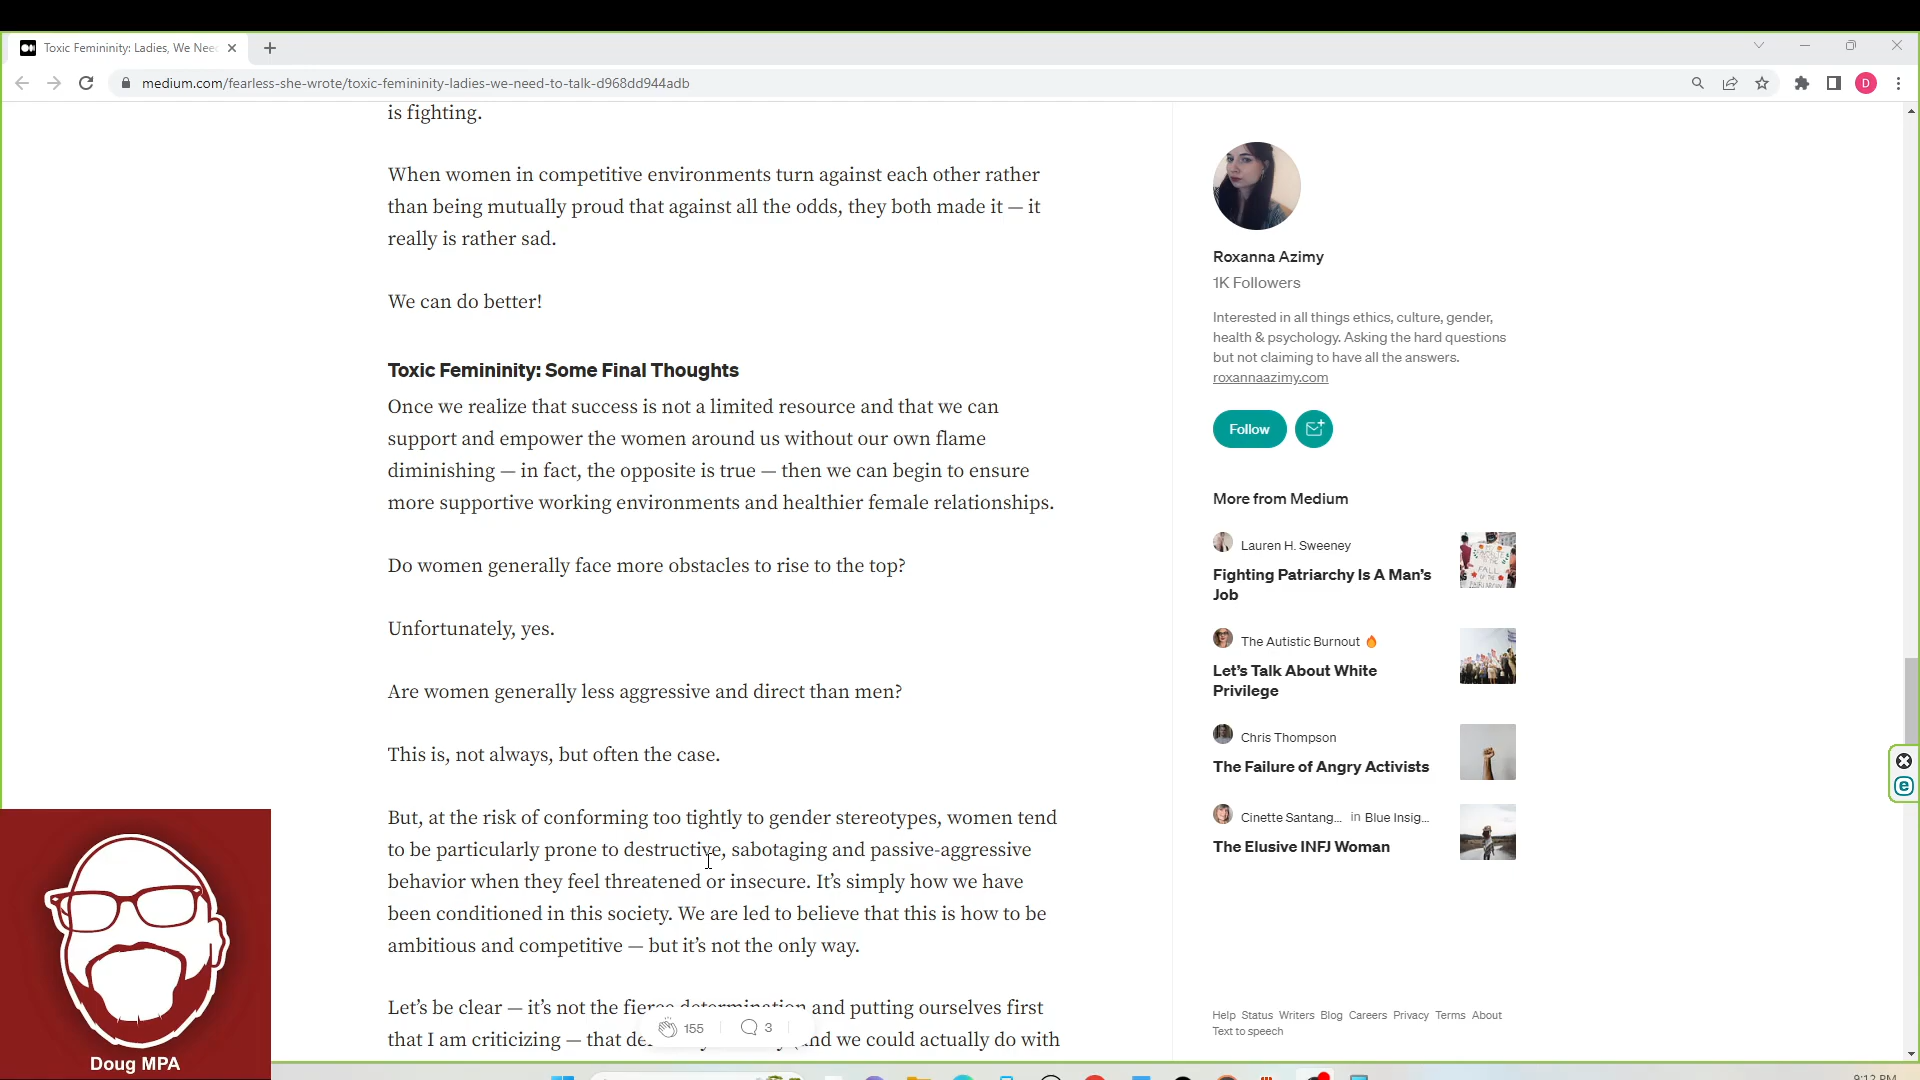 Toxic Femininity: Ladies, We Nee
medium.com/fearless-she-wrote/toxic-femininity-ladies-we-need-to-talk-d968dd944adb
D
is fighting.
When women in competitive environments turn against each other rather
than being mutually proud that against all the odds, they both made it — it
really is rather sad.
We can do better!
Toxic Femininity: Some Final Thoughts
Once we realize that success is not a limited resource and that we can
support and empower the women around us without our own flame
diminishing — in fact, the opposite is true — then we can begin to ensure
more supportive working environments and healthier female relationships.
Do women generally face more obstacles to rise to the top?
Unfortunately, yes.
Are women generally less aggressive and direct than men?
This is, not always, but often the case.
But, at the risk of conforming too tightly to gender stereotypes, women tend
to be particularly prone to destructive, sabotaging and passive-aggressive
behavior when they feel threatened or insecure. It’s simply how we have
been conditioned in this society. We are led to believe that this is how to be
ambitious and competitive — but it’s not the only way.
Let’s be clear — it’s not the fierce determination and putting ourselves first
that I am criticizing — that and we could actually do with
155
3
Roxanna Azimy
1K Followers
Interested in all things ethics, culture, gender,
health & psychology. Asking the hard questions
but not claiming to have all the answers.
roxannaazimy.com
Follow
More from Medium
Lauren H. Sweeney
Fighting Patriarchy Is A Man’s
Job
The Autistic Burnout
Let’s Talk About White
Privilege
Chris Thompson
The Failure of Angry Activists
Cinette Santang... in Blue Insig...
The Elusive INFJ Woman
Help Status Writers Blog Careers Privacy Terms About
Text to speech
Doug MPA
9:12 PM